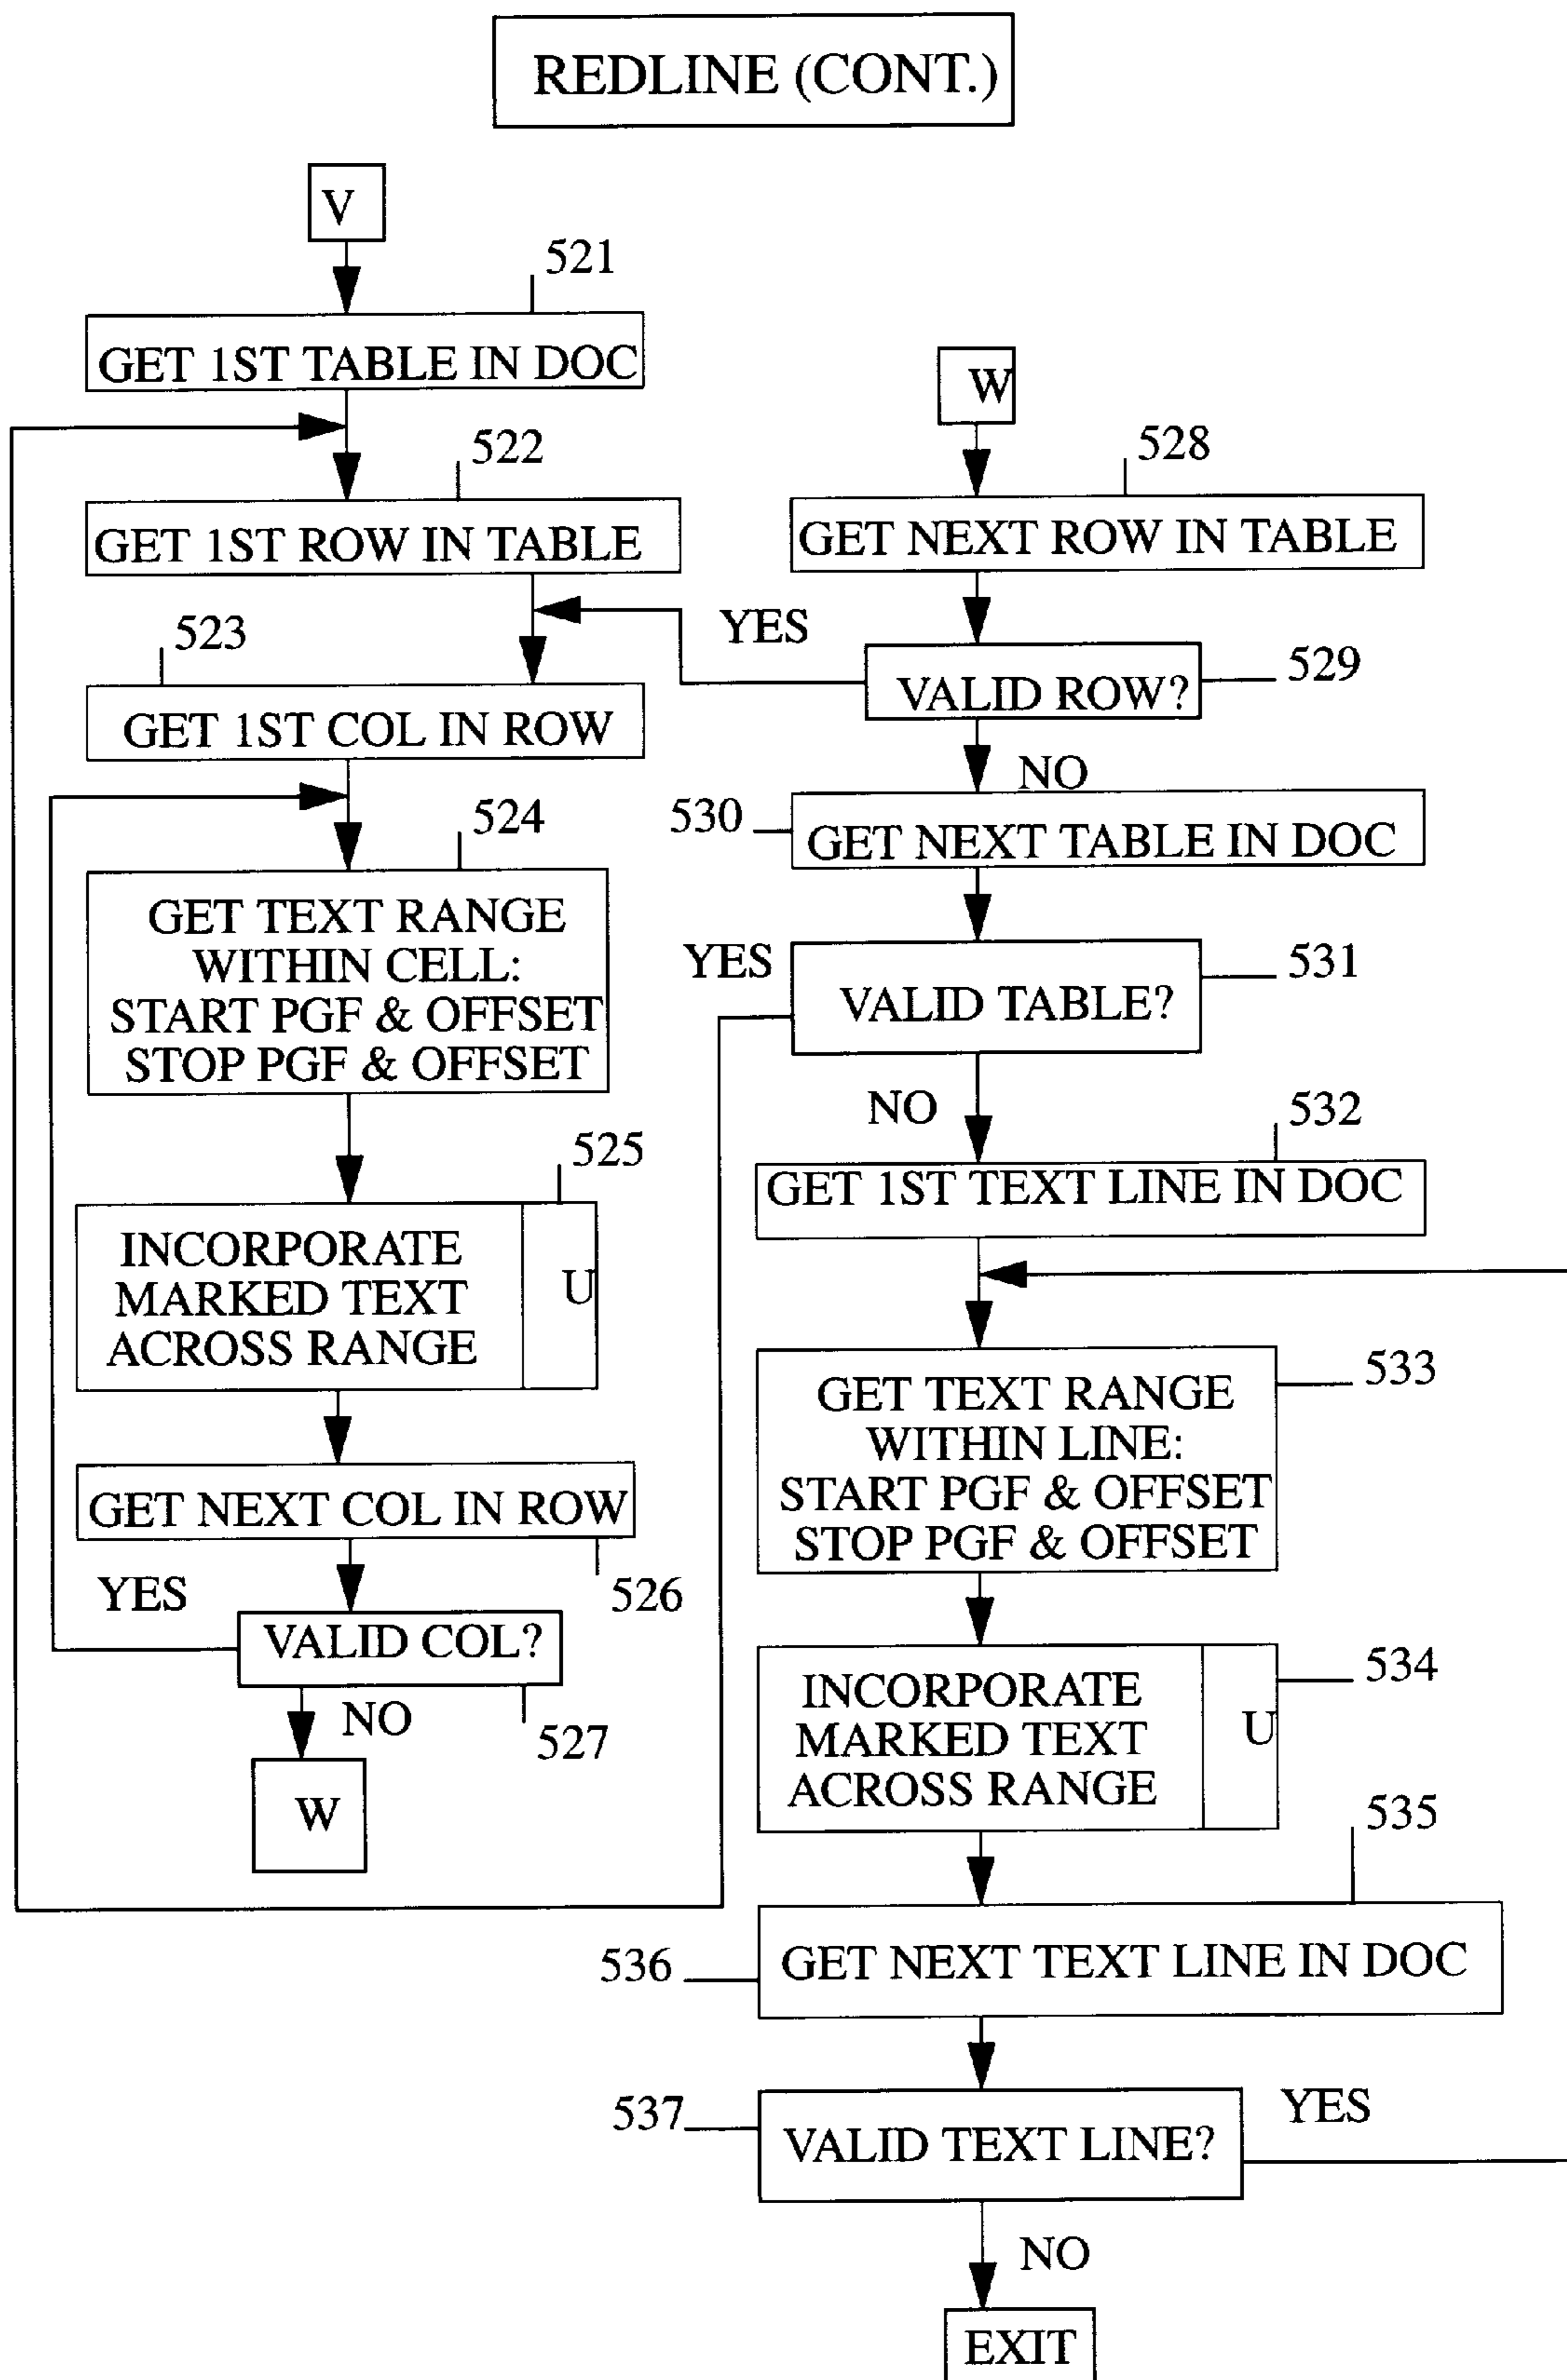 REDLINE (CONT.)
V
521
GET 1ST TABLE IN DOC
522
GET 1ST ROW IN TABLE
523
GET 1ST COL IN ROW
524
GET TEXT RANGE
WITHIN CELL:
START PGF & OFFSET
STOP PGF & OFFSET
525
INCORPORATE
MARKED TEXT
ACROSS RANGE
U
GET NEXT COL IN ROW
526
YES
VALID COL?
527
NO
W
W
528
GET NEXT ROW IN TABLE
YES
VALID ROW?
529
NO
530
GET NEXT TABLE IN DOC
YES
VALID TABLE?
531
NO
532
GET 1ST TEXT LINE IN DOC
533
GET TEXT RANGE
WITHIN LINE:
START PGF & OFFSET
STOP PGF & OFFSET
534
INCORPORATE
MARKED TEXT
ACROSS RANGE
U
535
536
GET NEXT TEXT LINE IN DOC
537
VALID TEXT LINE?
YES
NO
EXIT